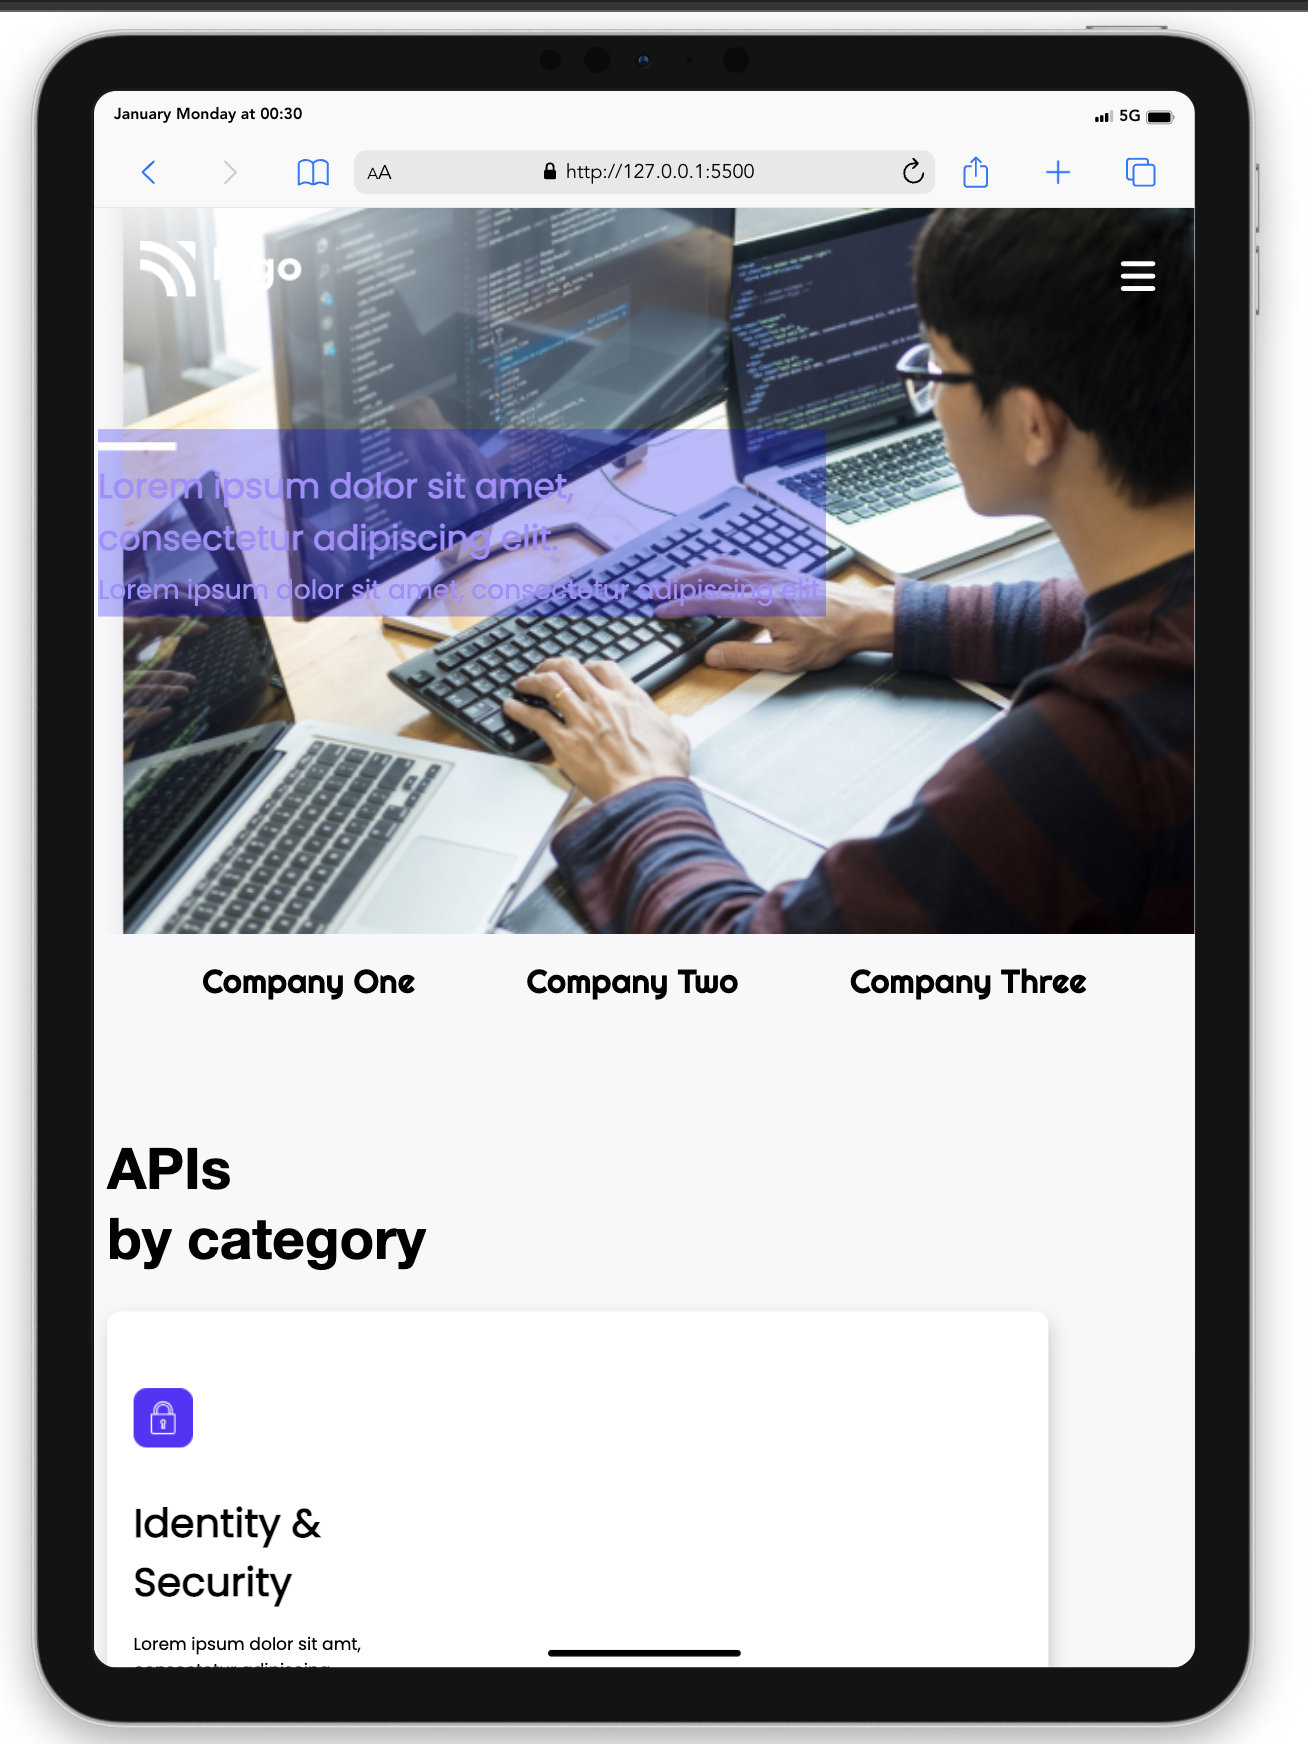 January Monday at 00:30
5G
AA
http://127.0.0.1:5500
logo
Lorem ipsum dolor sit amet,
consectetur adipiscing elit.
Lorem ipsum dolor sit amet, consectetur adipiscing elit.
Company One
Company Two
Company Three
APIs
by category
Identity &
Security
Lorem ipsum dolor sit amt,
consectetur adipiscing